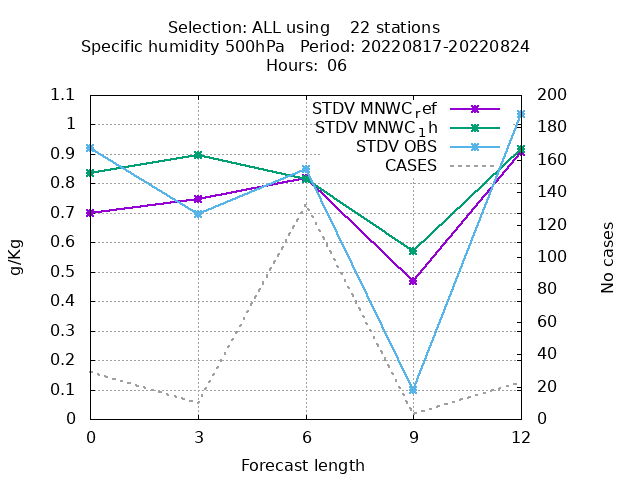 Selection: ALL using    22 stations
Specific humidity 500hPa   Period: 20220817-20220824
Hours:  06
1.1
1
0.9
0.8
0.7
0.6
0.5
0.4
0.3
0.2
0.1
0
g/Kg
STDV MNWC_ref
STDV MNWC_1h
STDV OBS
CASES
200
180
160
140
120
100
80
60
40
20
0
No cases
0 3 6 9 12
Forecast length